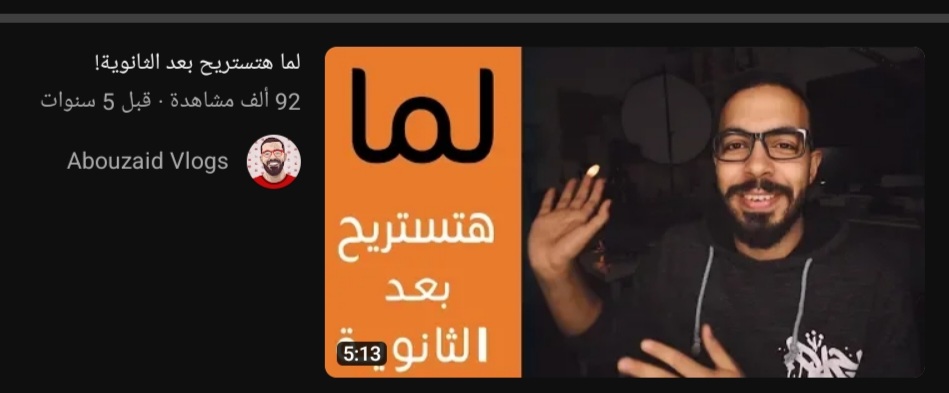 لما هتستريح بعد الثانوية!
92 ألف مشاهدة · قبل 5 سنوات
Abouzaid Vlogs
لما
هتستريح
بعد
الثانوية
5:13